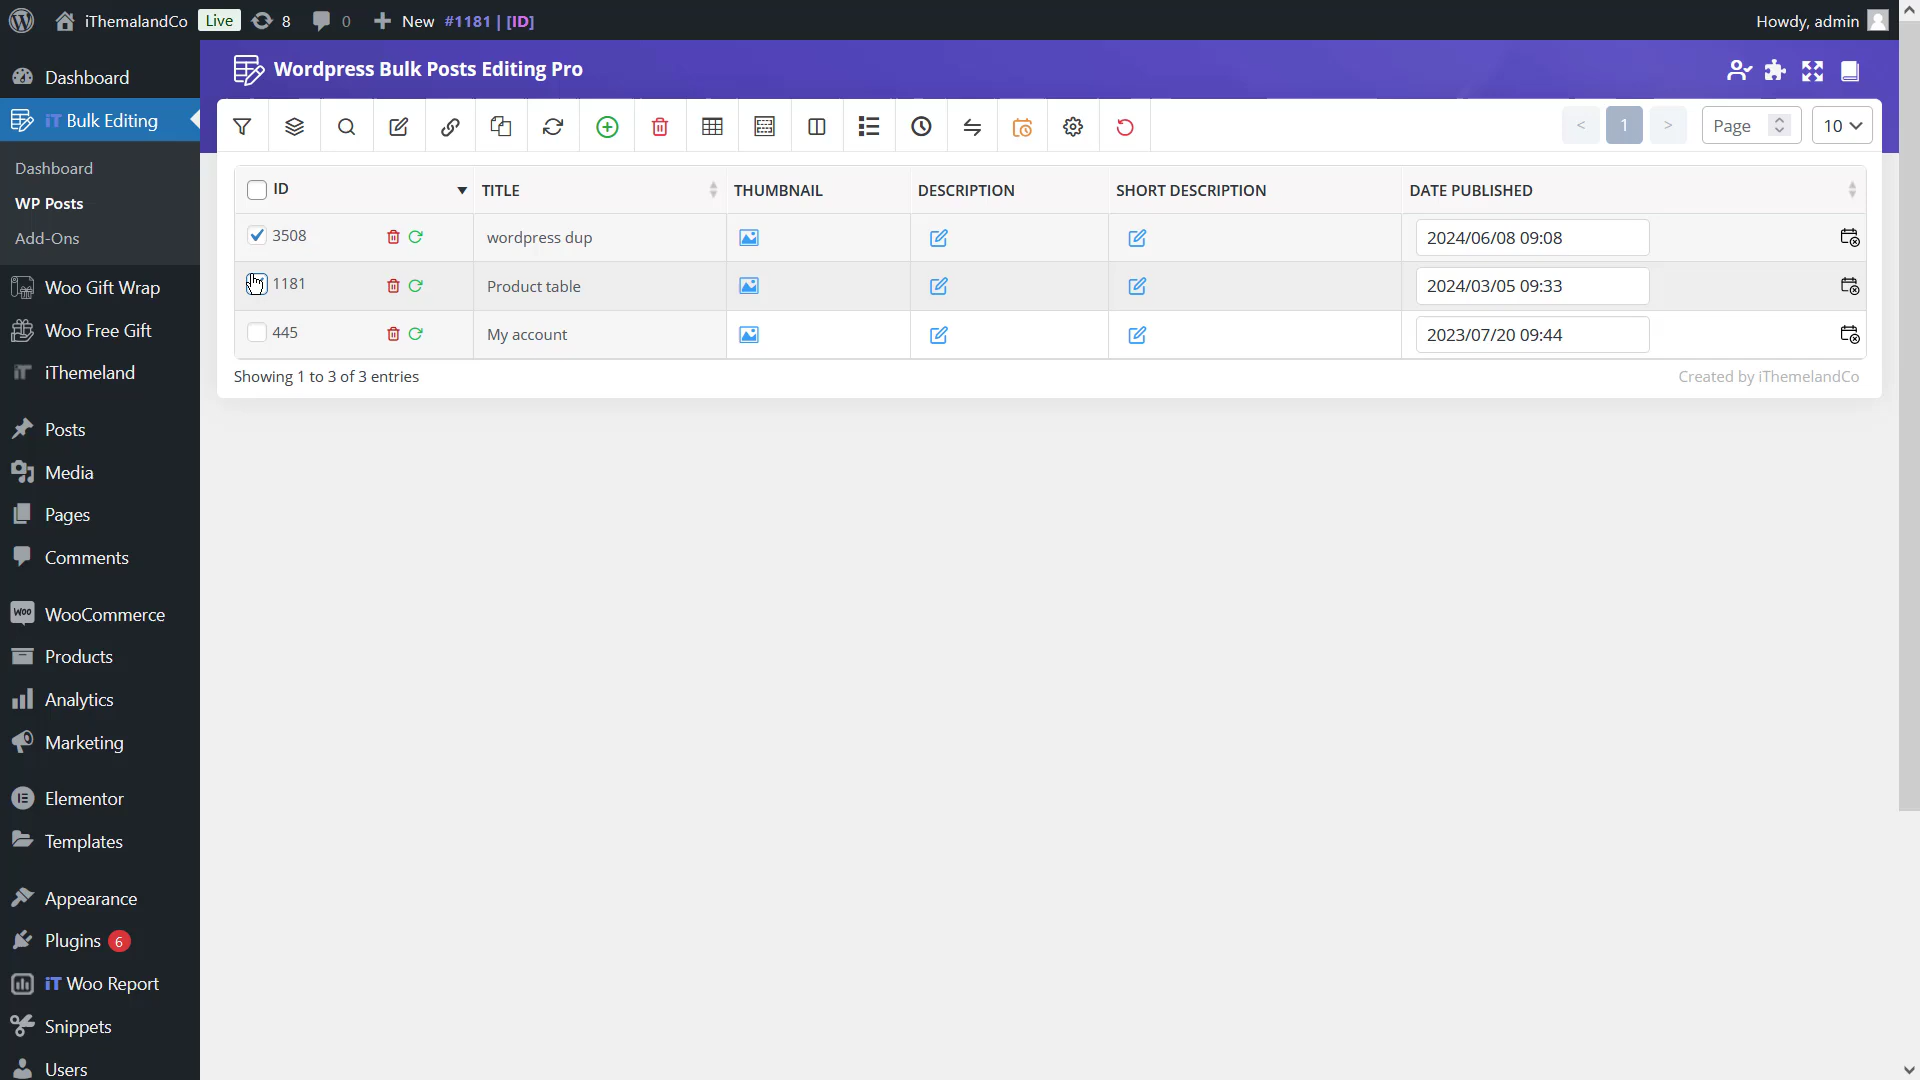 iThemalandCo Live 8 0 New #1181 | [ID] Howdy, admin
Dashboard
iT Bulk Editing
Dashboard
WP Posts
Add-Ons
Woo Gift Wrap
Woo Free Gift
iThemeland
Posts
Media
Pages
Comments
WooCommerce
Products
Analytics
Marketing
Elementor
Templates
Appearance
Plugins 6
iT Woo Report
Snippets
Users
Wordpress Bulk Posts Editing Pro
< 1 > Page 10
ID TITLE THUMBNAIL DESCRIPTION SHORT DESCRIPTION DATE PUBLISHED
3508 wordpress dup 2024/06/08 09:08
1181 Product table 2024/03/05 09:33
445 My account 2023/07/20 09:44
Showing 1 to 3 of 3 entries Created by iThemelandCo